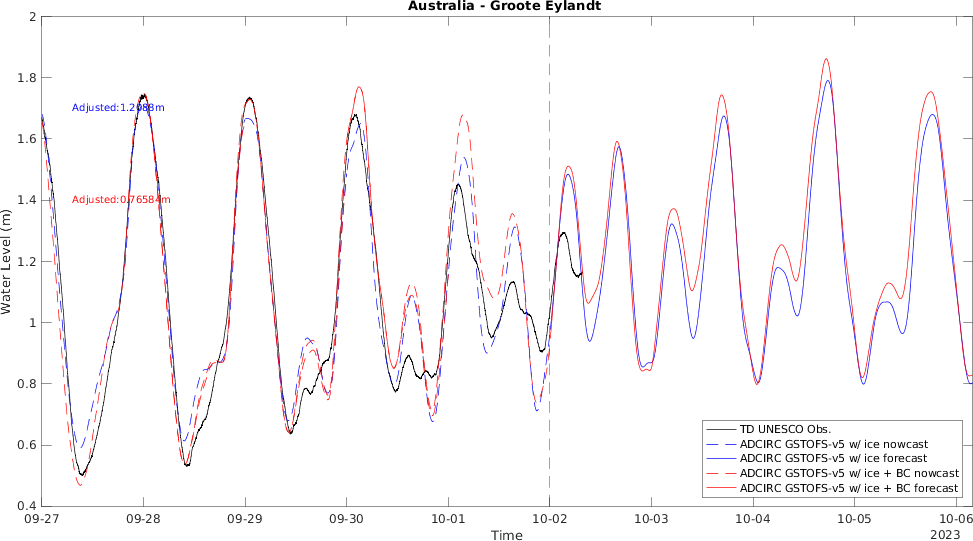 Australia - Groote Eylandt
2
1.8
Adjusted:1.2088m
1.6
1.4
Adjusted:0.76584m
Water Level (m)
1.2
1
0.8
0.6
0.4
TD UNESCO Obs.
ADCIRC GSTOFS-v5 w/ ice nowcast
ADCIRC GSTOFS-v5 w/ ice forecast
ADCIRC GSTOFS-v5 w/ ice + BC nowcast
ADCIRC GSTOFS-v5 w/ ice + BC forecast
09-27 09-28 09-29 09-30 10-01 10-02 10-03 10-04 10-05 10-06
Time
2023